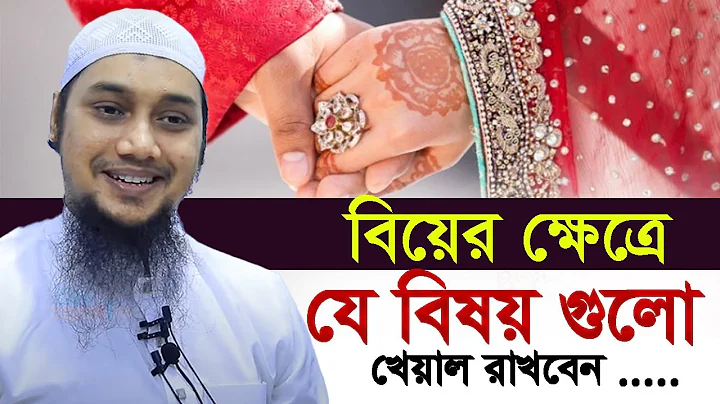 বিয়ের ক্ষেত্রে
যে বিষয় গুলো
খেয়াল রাখবেন .....